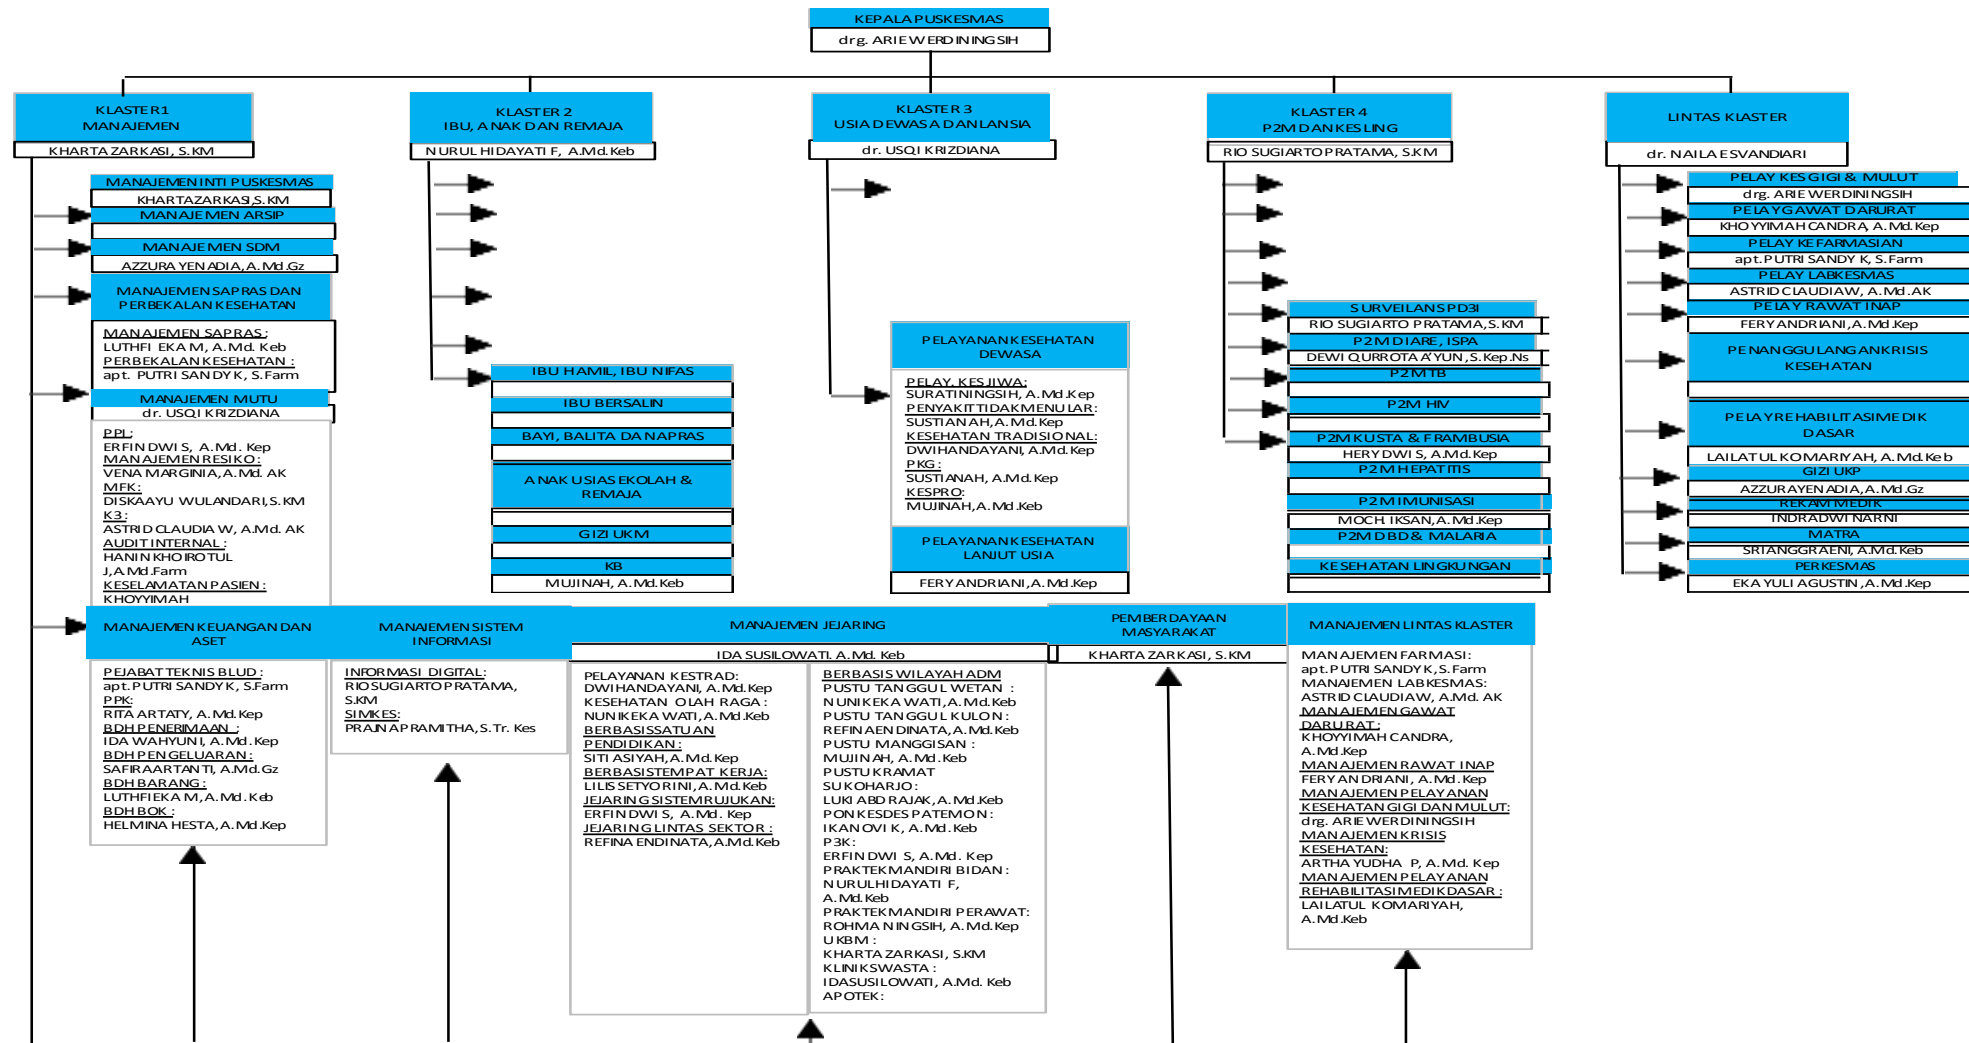 KEPALA PUSKESMAS
drg. ARIE WERDININGSIH
KLASTER 1
MANAJEMEN
KHARTA ZARKASI, S.KM
KLASTER 2
IBU, ANAK DAN REMAJA
NURUL HIDAYATI F, A.Md.Keb
KLASTER 3
USIA DEWASA DAN LANSIA
dr. USQI KRIZDIANA
KLASTER 4
P2M DAN KESLING
RIO SUGIARTO PRATAMA, S.KM
LINTAS KLASTER
dr. NAILA ESVANDIARI
MANAJEMEN INTI PUSKESMAS
KHARTA ZARKASI, S.KM
MANAJEMEN ARSIP
MANAJEMEN SDM
AZZURA YENADIA, A.Md.Gz
MANAJEMEN SAPRAS DAN
PERBEKALAN KESEHATAN
MANAJEMEN SAPRAS :
LUTHFI EKA M, A.Md. Keb
PERBEKALAN KESEHATAN :
apt. PUTRI SANDY K, S.Farm
MANAJEMEN MUTU
dr. USQI KRIZDIANA
PPI:
ERFIN DWI S, A.Md. Kep
MANAJEMEN RESIKO :
VENA MARGINIA, A.Md. AK
MFK:
DISKA AYU WULANDARI, S.KM
K3 :
ASTRID CLAUDIA W, A.Md. AK
AUDIT INTERNAL :
HANIN KHOIROTUL
J,A.Md.Farm
KESELAMATAN PASIEN :
KHOYYIMAH
IBU HAMIL, IBU NIFAS
IBU BERSALIN
BAYI, BALITA DAN APRAS
ANAK USIA SEKOLAH &
REMAJA
GIZI UKM
KB
MUJINAH, A.Md.Keb
PELAYANAN KESEHATAN
DEWASA
PELAY. KES JIWA:
SURATININGSIH, A.Md.Kep
PENYAKIT TIDAK MENULAR:
SUSTIANAH, A.Md.Kep
KESEHATAN TRADISIONAL:
DWI HANDAYANI, A.Md.Kep
PKG :
SUSTIANAH, A.Md.Kep
KESPRO:
MUJINAH, A.Md.Keb
PELAYANAN KESEHATAN
LANJUT USIA
FERY ANDRIANI, A.Md.Kep
SURVEILANS PD3I
RIO SUGIARTO PRATAMA, S.KM
P2M DIARE, ISPA
DEWI QURROTA A'YUN, S.Kep.Ns
P2M TB
P2M HIV
P2M KUSTA & FRAMBUSIA
HERY DWI S, A.Md.Kep
P2M HEPATITIS
P2M IMUNISASI
MOCH. IKSAN, A.Md.Kep
P2M DBD & MALARIA
KESEHATAN LINGKUNGAN
PELAY KES GIGI & MULUT
drg. ARIE WERDININGSIH
PELAY GAWAT DARURAT
KHOYYIMAH CANDRA, A.Md.Kep
PELAY KEFARMASIAN
apt. PUTRI SANDY K, S.Farm
PELAY LABKESMAS
ASTRID CLAUDIA W, A.Md.AK
PELAY RAWAT INAP
FERY ANDRIANI, A.Md.Kep
PENANGGULANGAN KRISIS
KESEHATAN
PELAY REHABILITASI MEDIK
DASAR
LAILATUL KOMARIYAH, A.Md.Keb
GIZI UKP
AZZURA YENADIA, A.Md.Gz
REKAM MEDIK
INDRA DWI NARNI
MATRA
SRI ANGGRAENI, A.Md.Keb
PERKESMAS
EKA YULI AGUSTIN, A.Md.Kep
MANAJEMEN KEUANGAN DAN
ASET
PEJABAT TEKNIS BLUD :
apt. PUTRI SANDY K, S.Farm
PPK:
RITA ARTATY, A.Md.Kep
BDH PENERIMAAN :
IDA WAHYUNI, A.Md.Kep
BDH PENGELUARAN :
SAFIRA ARTANTI, A.Md.Gz
BDH BARANG :
LUTHFI EKA M, A.Md.Keb
BDH BOK :
HELMINA HESTA, A.Md.Kep
MANAJEMEN SISTEM
INFORMASI
INFORMASI DIGITAL:
RIO SUGIARTO PRATAMA,
S.KM
SIMKES:
PRAJNA PRAMITHA, S.Tr. Kes
MANAJEMEN JEJARING
IDA SUSILOWATI. A.Md. Keb
PELAYANAN KESTRAD:
DWI HANDAYANI, A.Md.Kep
KESEHATAN OLAH RAGA :
NUNIK EKA WATI, A.Md.Keb
BERBASIS SATUAN
PENDIDIKAN :
SITI ASIYAH, A.Md.Kep
BERBASIS TEMPAT KERJA:
LILIS SETYORINI, A.Md.Keb
JEJARING SISTEM RUJUKAN:
ERFIN DWI S, A.Md. Kep
JEJARING LINTAS SEKTOR :
REFINA ENDINATA, A.Md.Keb
BERBASIS WILAYAH ADM
PUSTU TANGGUL WETAN :
NUNIK EKA WATI, A.Md.Keb
PUSTU TANGGUL KULON :
REFINA ENDINATA, A.Md.Keb
PUSTU MANGGISAN :
MUJINAH, A.Md.Keb
PUSTU KRAMAT
SUKOHARJO :
LUKI ABD RAJAK, A.Md.Keb
PONKESDES PATEMON :
IKA NOVI K, A.Md.Keb
P3K:
ERFIN DWI S, A.Md. Kep
PRAKTEK MANDIRI BIDAN :
NURUL HIDAYATI F,
A.Md.Keb
PRAKTEK MANDIRI PERAWAT:
ROHMA NINGSIH, A.Md.Kep
UKBM :
KHARTA ZARKASI, S.KM
KLINIK SWASTA :
IDA SUSILOWATI, A.Md. Keb
APOTEK:
PEMBERDAYAAN
MASYARAKAT
KHARTA ZARKASI, S.KM
MANAJEMEN LINTAS KLASTER
MANAJEMEN FARMASI:
apt. PUTRI SANDY K, S.Farm
MANAJEMEN LABKESMAS:
ASTRID CLAUDIA W, A.Md. AK
MANAJEMEN GAWAT
DARURAT :
KHOYYIMAH CANDRA,
A.Md.Kep
MANAJEMEN RAWAT INAP
FERY ANDRIANI, A.Md.Kep
MANAJEMEN PELAYANAN
KESEHATAN GIGI DAN MULUT:
drg. ARIE WERDININGSIH
MANAJEMEN KRISIS
KESEHATAN:
ARTHA YUDHA P, A.Md. Kep
MANAJEMEN PELAYANAN
REHABILITASI MEDIK DASAR :
LAILATUL KOMARIYAH,
A.Md.Keb